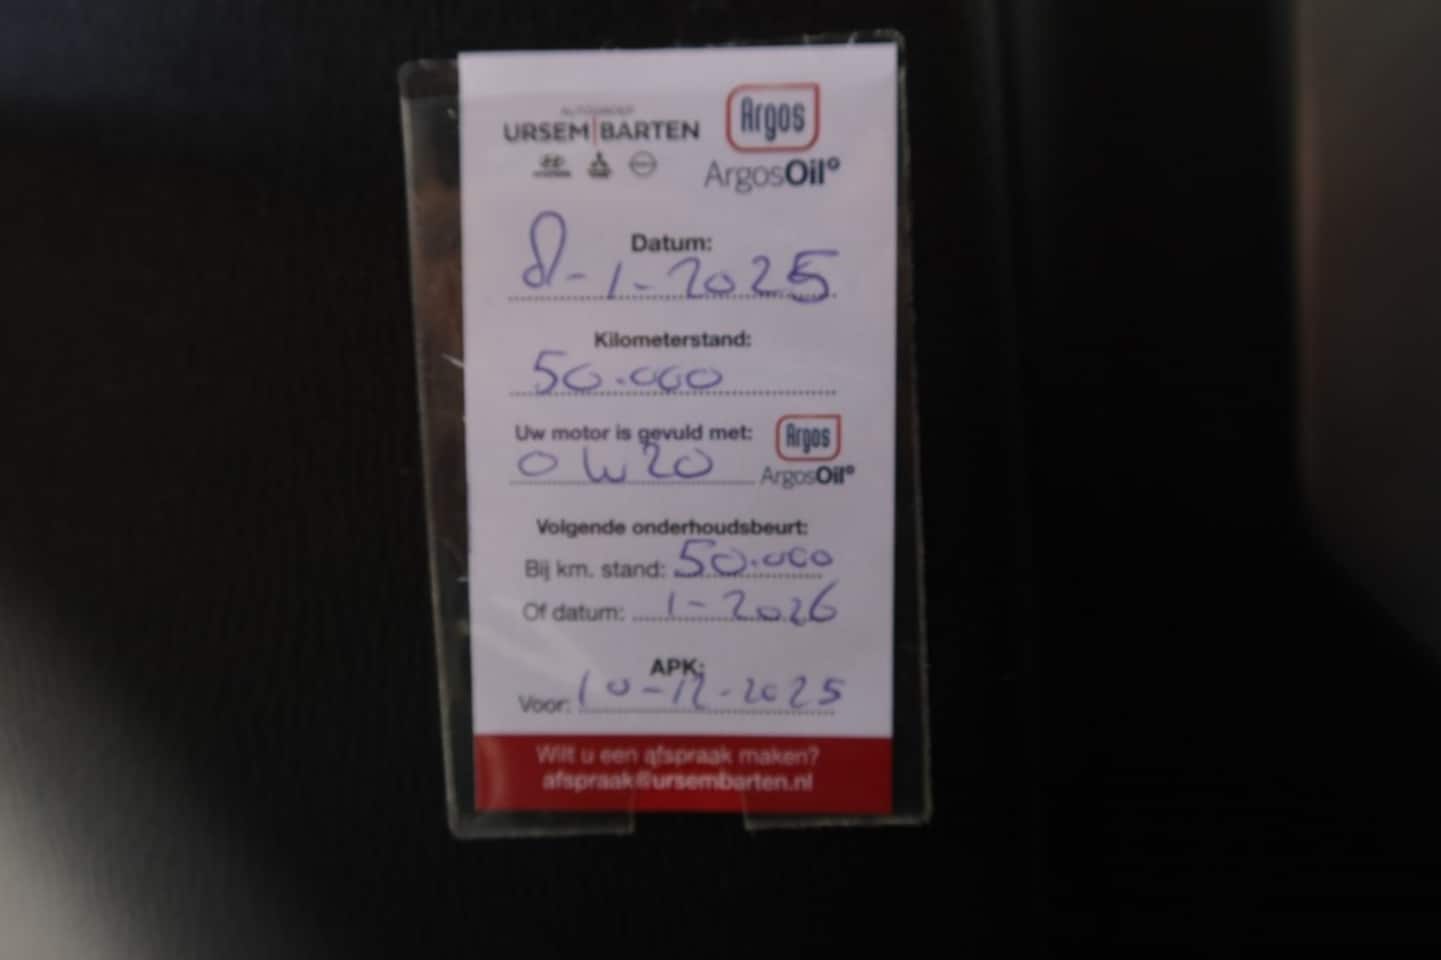 AUTOGROEP
URSEM|BARTEN
Argos
ArgosOil
Datum:
8-1-2025
Kilometerstand:
50.000
Uw motor is gevuld met:
0W20
Argos
ArgosOil
Volgende onderhoudsbeurt:
Bij km. stand: 50.000
Of datum: 1-2026
APK:
Voor: 10-12-2025
Wilt u een afspraak maken?
afspraak@ursembarten.nl